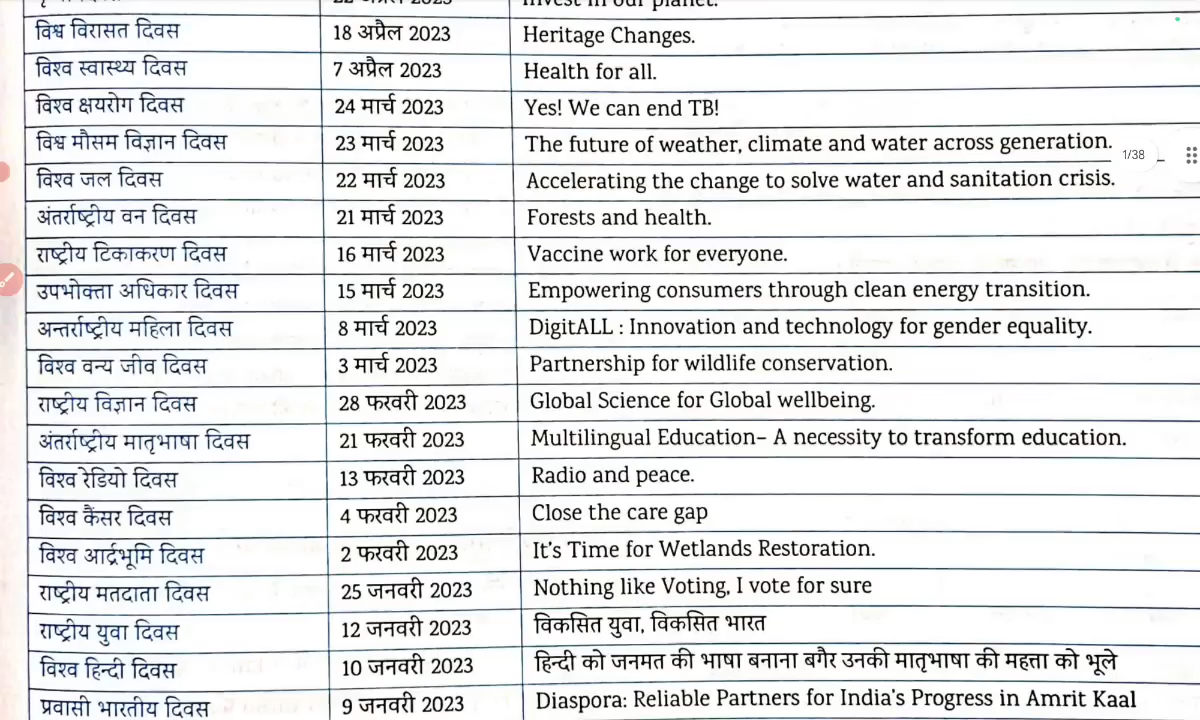 22 अप्रैल 2023 Invest in our planet.
विश्व विरासत दिवस 18 अप्रैल 2023 Heritage Changes.
विश्व स्वास्थ्य दिवस 7 अप्रैल 2023 Health for all.
विश्व क्षयरोग दिवस 24 मार्च 2023 Yes! We can end TB!
विश्व मौसम विज्ञान दिवस 23 मार्च 2023 The future of weather, climate and water across generation.
1/38
विश्व जल दिवस 22 मार्च 2023 Accelerating the change to solve water and sanitation crisis.
अंतर्राष्ट्रीय वन दिवस 21 मार्च 2023 Forests and health.
राष्ट्रीय टिकाकरण दिवस 16 मार्च 2023 Vaccine work for everyone.
उपभोक्ता अधिकार दिवस 15 मार्च 2023 Empowering consumers through clean energy transition.
अन्तर्राष्ट्रीय महिला दिवस 8 मार्च 2023 DigitALL : Innovation and technology for gender equality.
विश्व वन्य जीव दिवस 3 मार्च 2023 Partnership for wildlife conservation.
राष्ट्रीय विज्ञान दिवस 28 फरवरी 2023 Global Science for Global wellbeing.
अंतर्राष्ट्रीय मातृभाषा दिवस 21 फरवरी 2023 Multilingual Education– A necessity to transform education.
विश्व रेडियो दिवस 13 फरवरी 2023 Radio and peace.
विश्व कैंसर दिवस 4 फरवरी 2023 Close the care gap
विश्व आर्द्रभूमि दिवस 2 फरवरी 2023 It's Time for Wetlands Restoration.
राष्ट्रीय मतदाता दिवस 25 जनवरी 2023 Nothing like Voting, I vote for sure
राष्ट्रीय युवा दिवस 12 जनवरी 2023 विकसित युवा, विकसित भारत
विश्व हिन्दी दिवस 10 जनवरी 2023 हिन्दी को जनमत की भाषा बनाना बगैर उनकी मातृभाषा की महत्ता को भूले
प्रवासी भारतीय दिवस 9 जनवरी 2023 Diaspora: Reliable Partners for India's Progress in Amrit Kaal